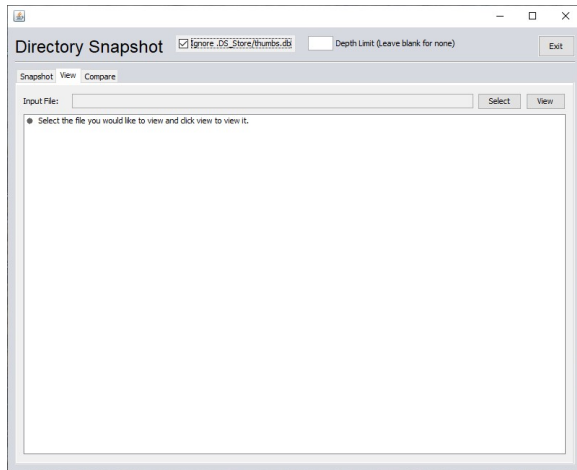 Directory Snapshot
Ignore .DS_Store/thumbs.db
Depth Limit (Leave blank for none)
Exit
Snapshot View Compare
Input File:
Select
View
Select the file you would like to view and click view to view it.